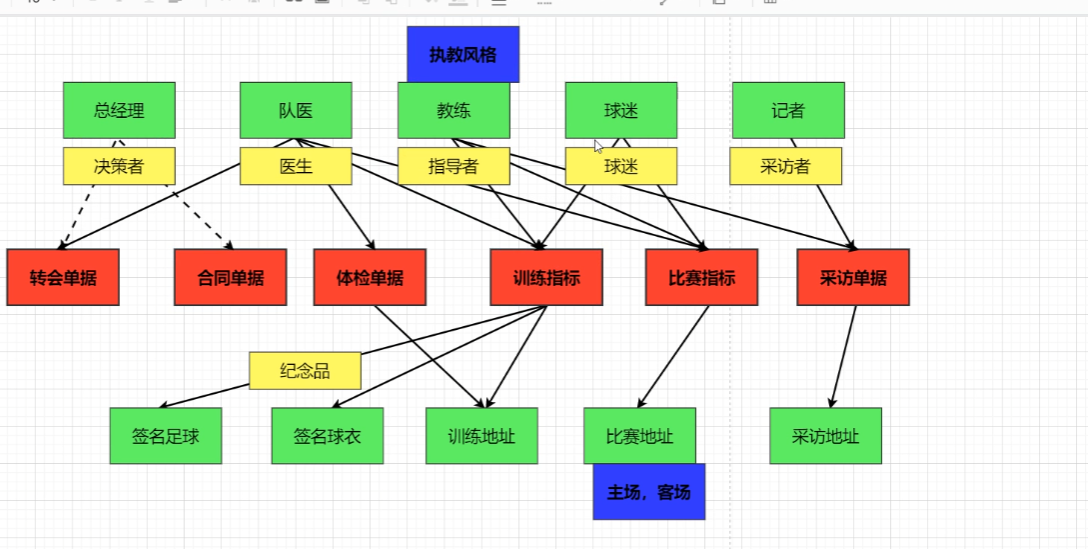 执教风格
总经理
队医
教练
球迷
记者
决策者
医生
指导者
球迷
采访者
转会单据
合同单据
体检单据
训练指标
比赛指标
采访单据
纪念品
签名足球
签名球衣
训练地址
比赛地址
采访地址
主场，客场